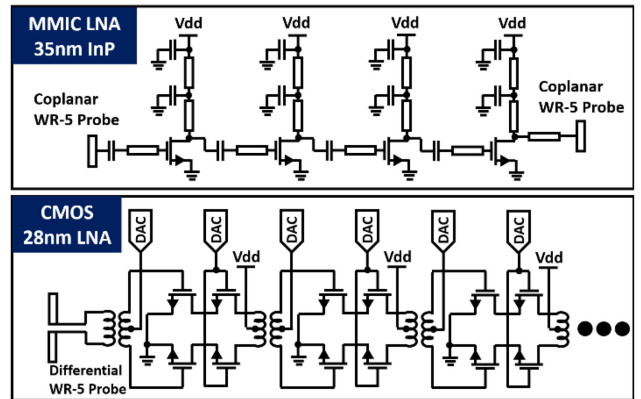 MMIC LNA
35nm InP
Vdd
Vdd
Vdd
Vdd
Coplanar
WR-5 Probe
Coplanar
WR-5 Probe
CMOS
28nm LNA
DAC
DAC
DAC
DAC
DAC
DAC
Vdd
Vdd
Vdd
Differential
WR-5 Probe